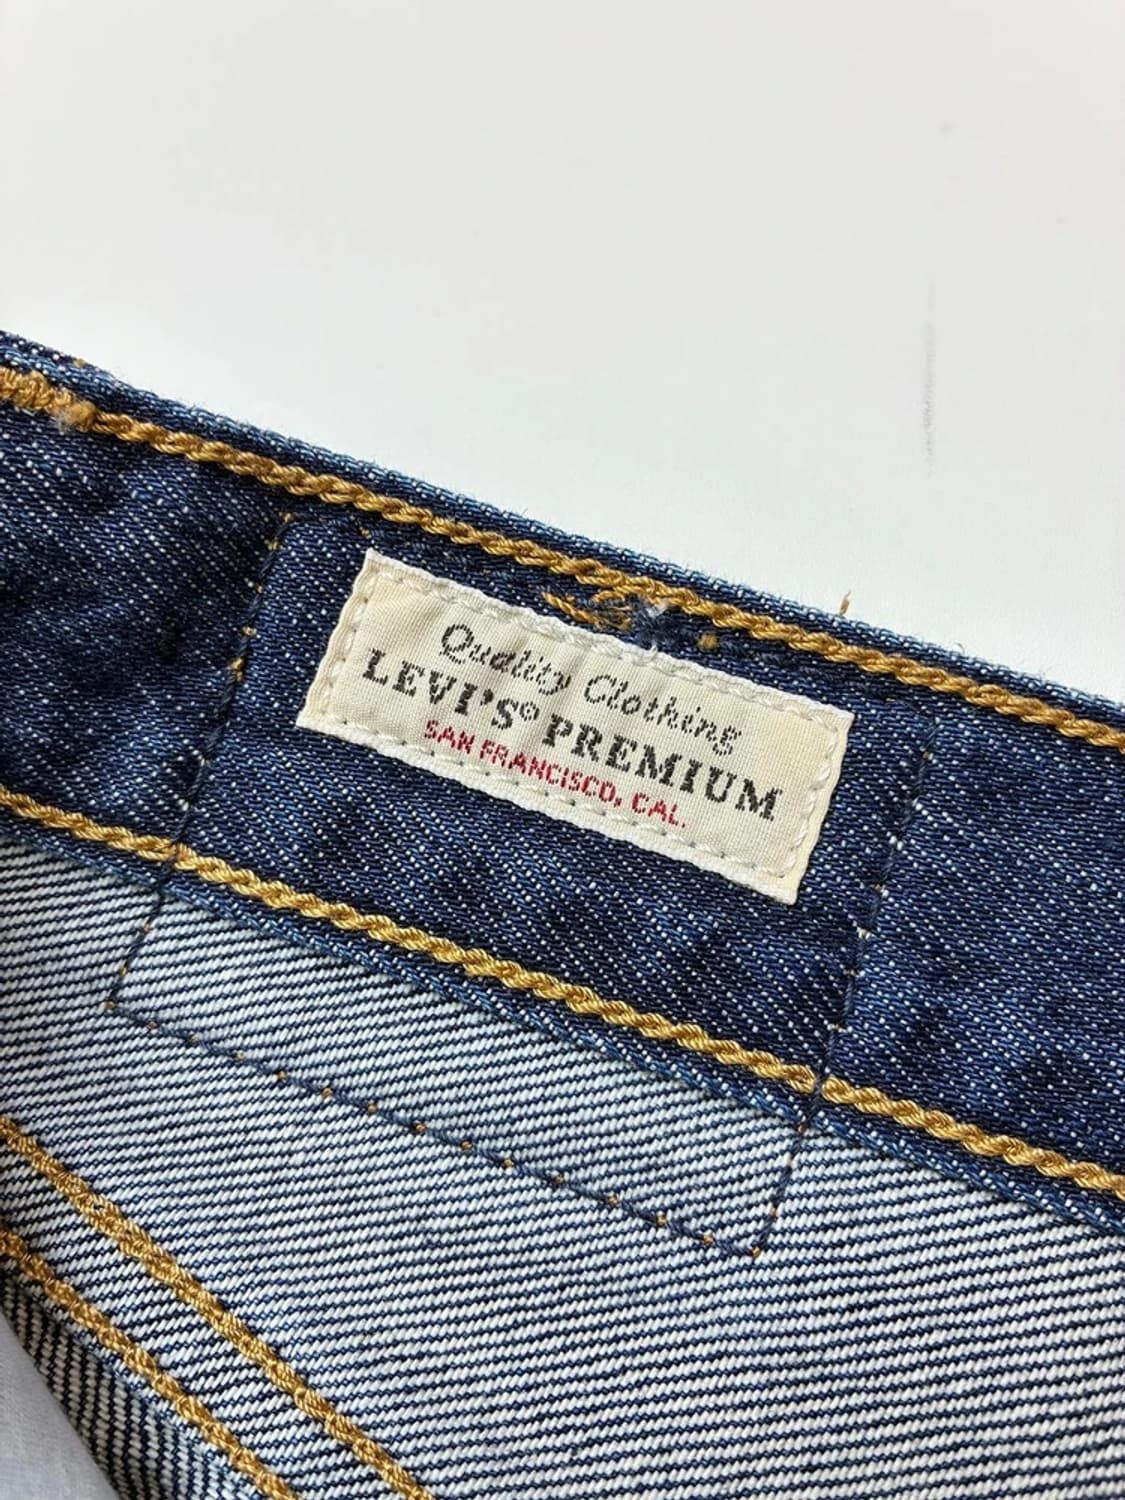 Quality Clothing
LEVI'S® PREMIUM
SAN FRANCISCO, CAL.